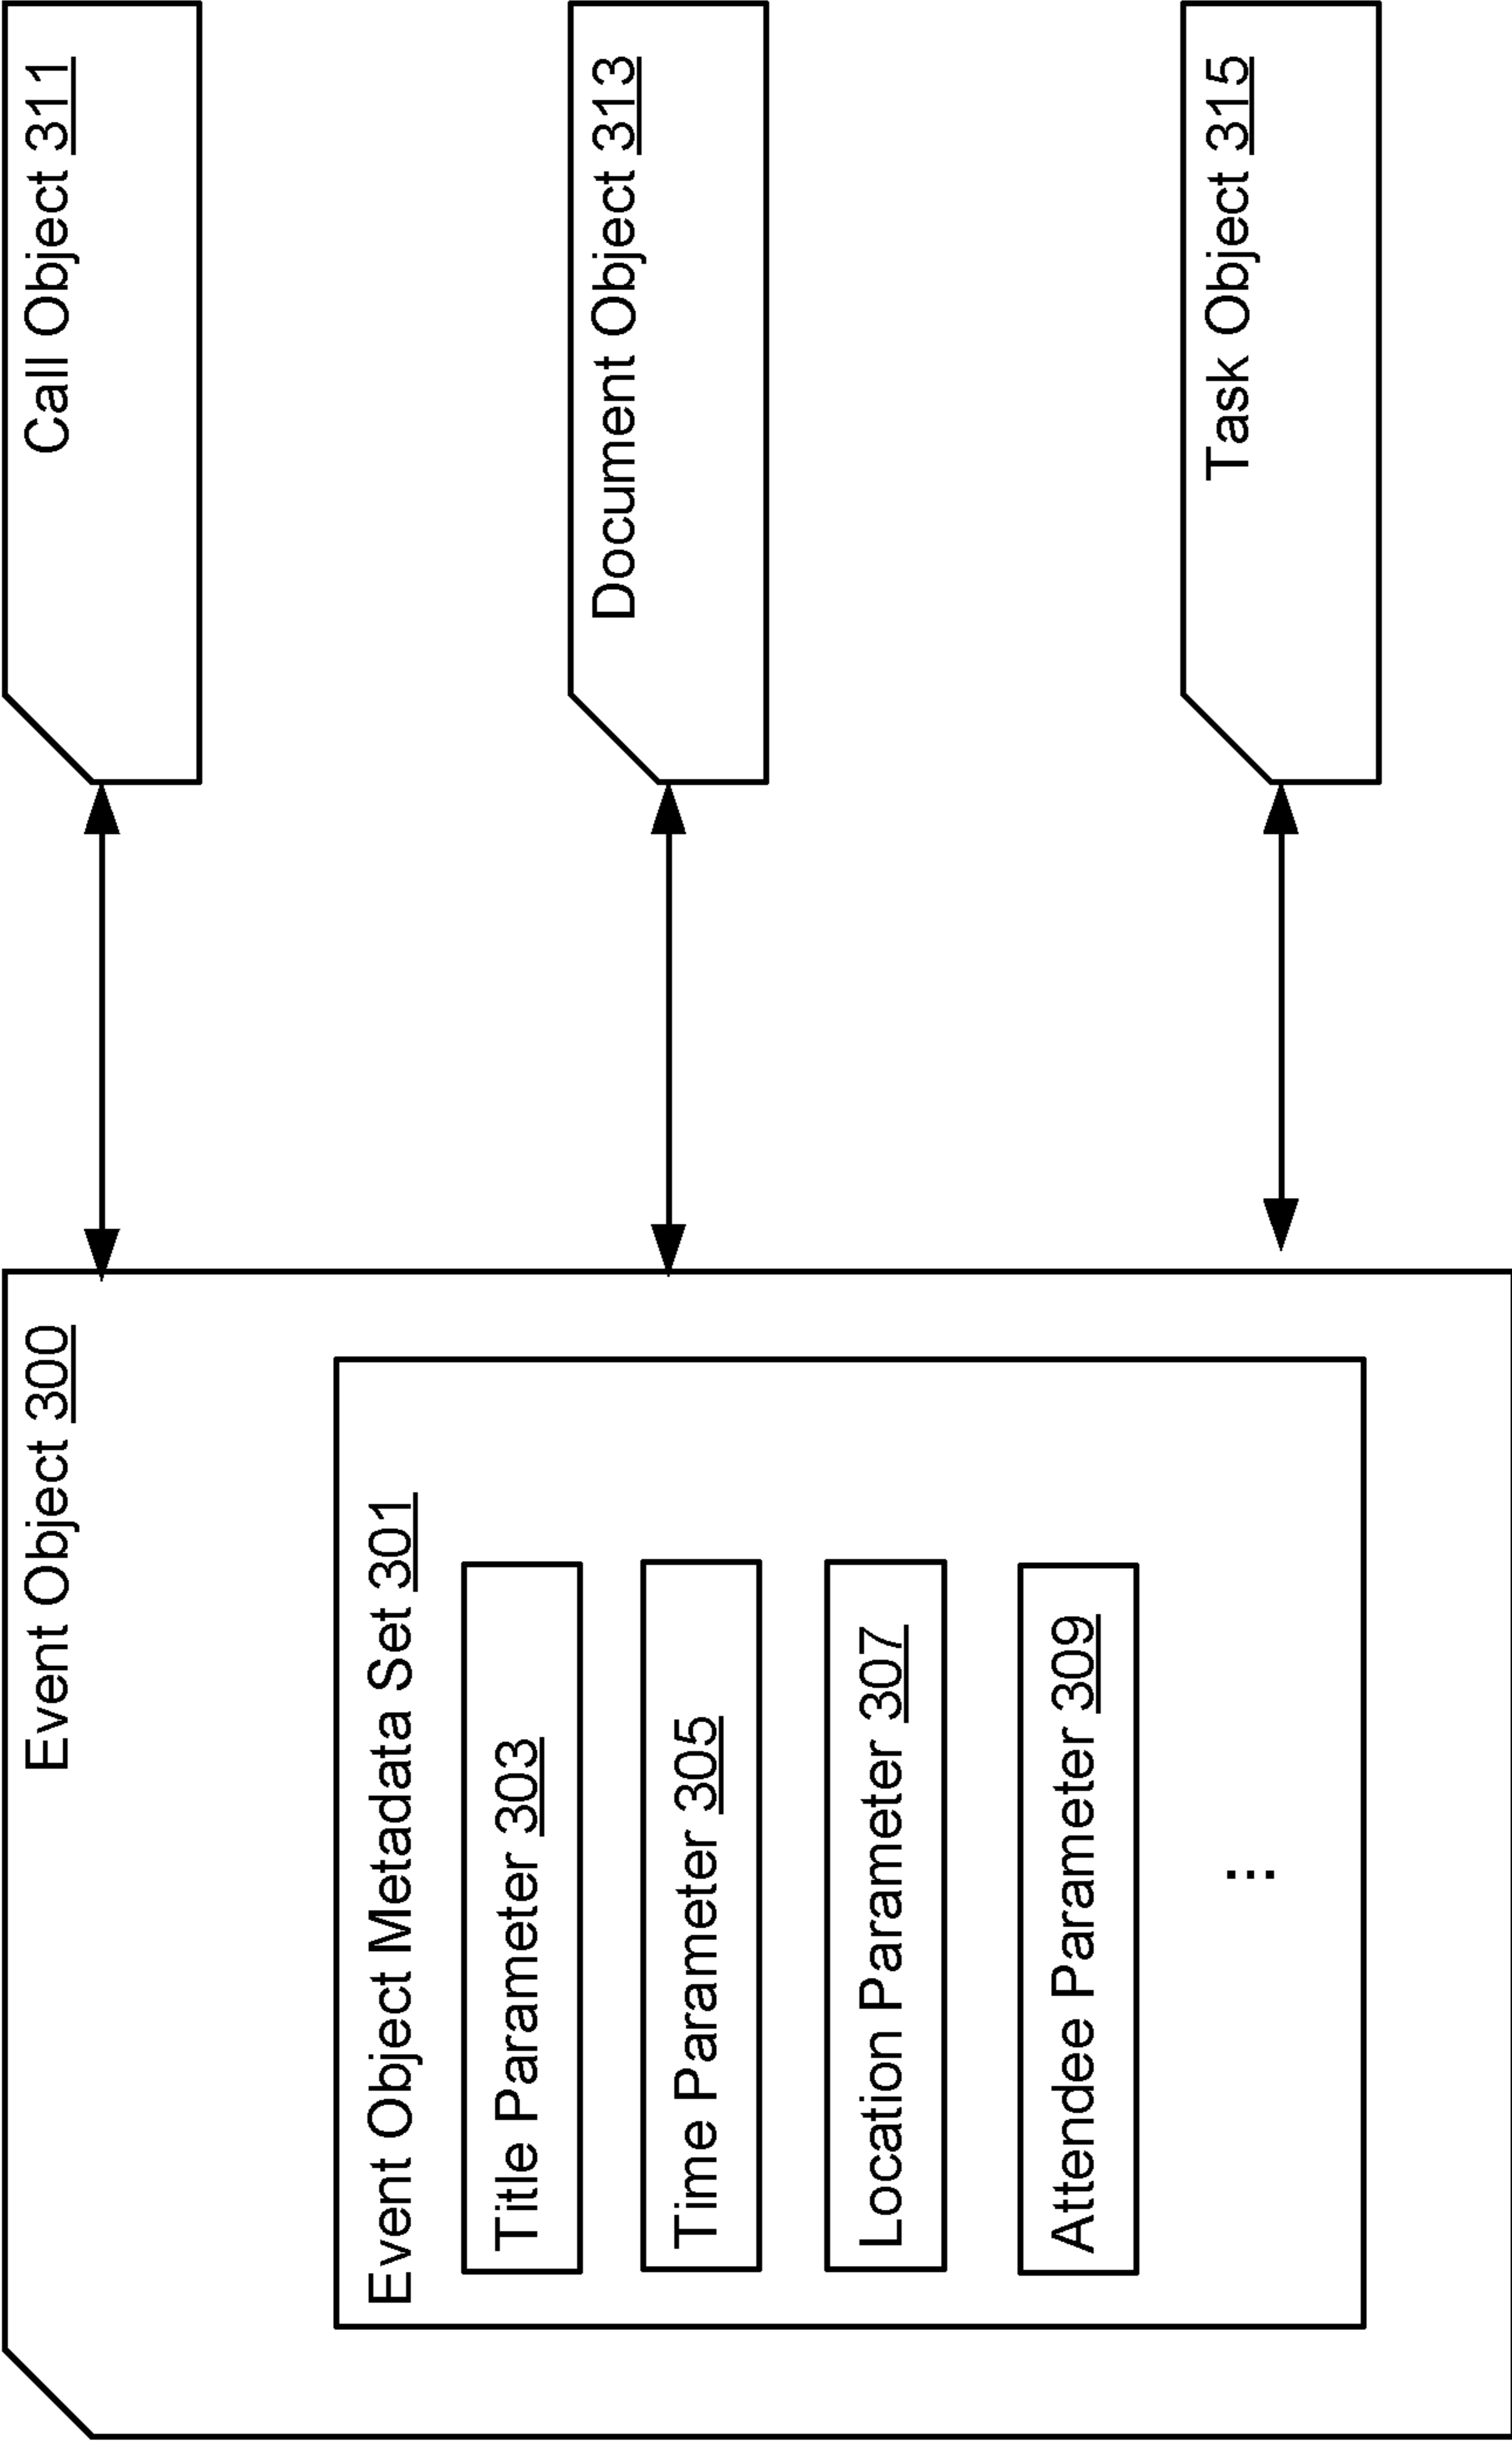 Event Object 300
Event Object Metadata Set 301
Title Parameter 303
Time Parameter 305
Location Parameter 307
Attendee Parameter 309
...
Call Object 311
Document Object 313
Task Object 315